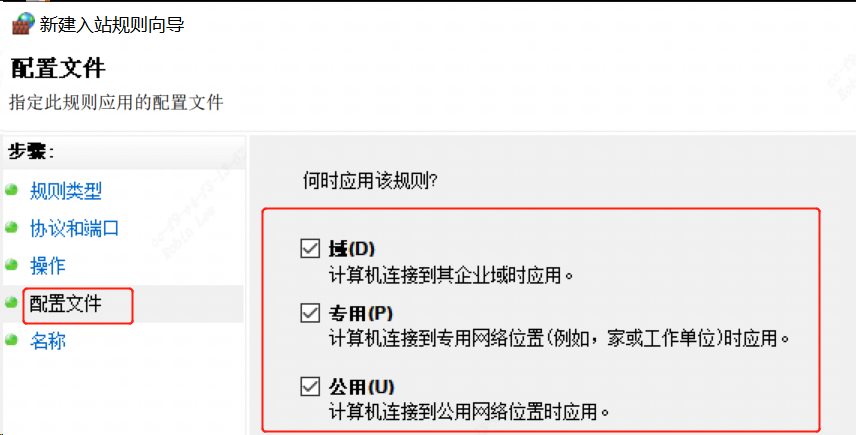 新建入站规则向导
配置文件
指定此规则应用的配置文件
步骤:
规则类型
协议和端口
操作
配置文件
名称
何时应用该规则?
域(D)
计算机连接到其企业域时应用。
专用(P)
计算机连接到专用网络位置(例如，家或工作单位)时应用。
公用(U)
计算机连接到公用网络位置时应用。